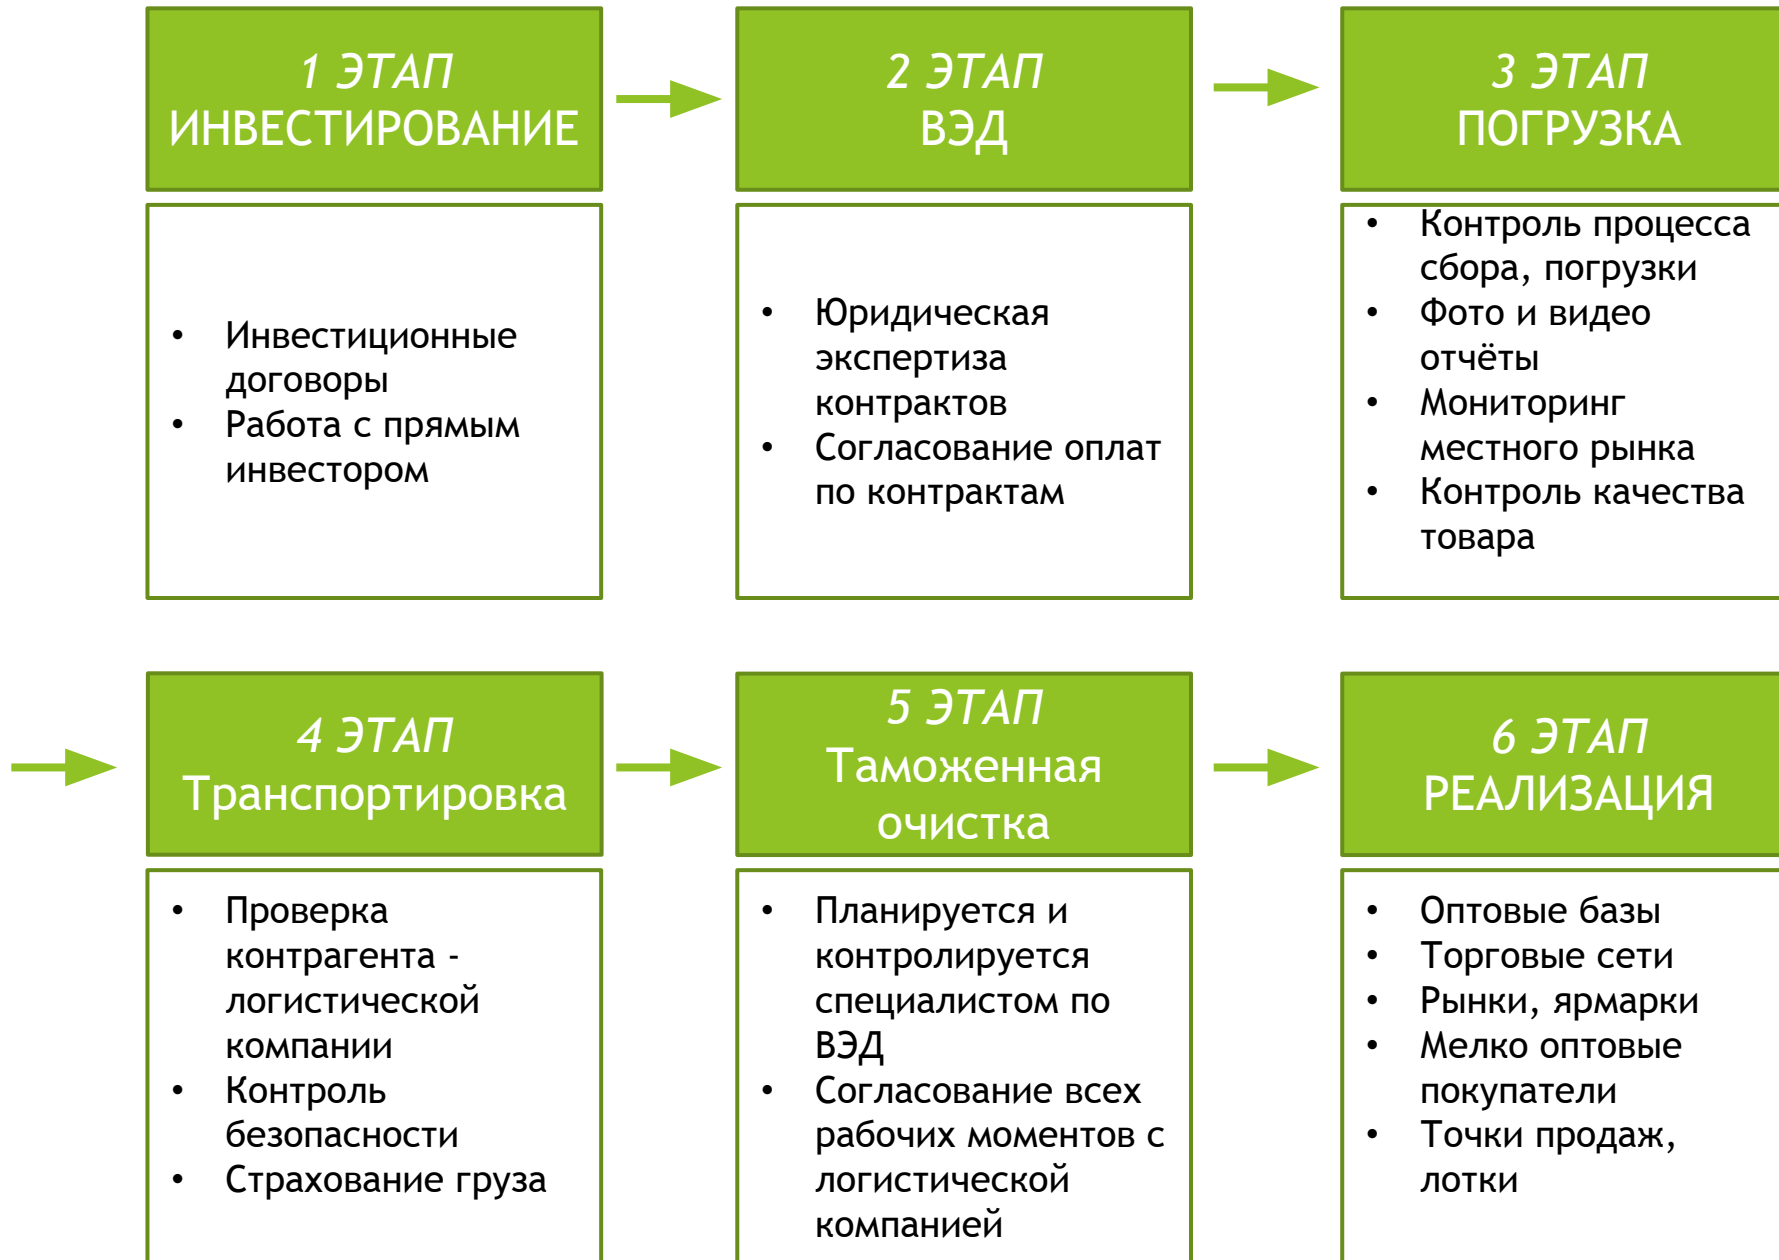 1 ЭТАП
ИНВЕСТИРОВАНИЕ
• Инвестиционные
договоры
• Работа с прямым
инвестором
2 ЭТАП
ВЭД
• Юридическая
экспертиза
контрактов
• Согласование оплат
по контрактам
3 ЭТАП
ПОГРУЗКА
• Контроль процесса
сбора, погрузки
• Фото и видео
отчёты
• Мониторинг
местного рынка
• Контроль качества
товара
4 ЭТАП
Транспортировка
• Проверка
контрагента -
логистической
компании
• Контроль
безопасности
• Страхование груза
5 ЭТАП
Таможенная
очистка
• Планируется и
контролируется
специалистом по
ВЭД
• Согласование всех
рабочих моментов с
логистической
компанией
6 ЭТАП
РЕАЛИЗАЦИЯ
• Оптовые базы
• Торговые сети
• Рынки, ярмарки
• Мелко оптовые
покупатели
• Точки продаж,
лотки